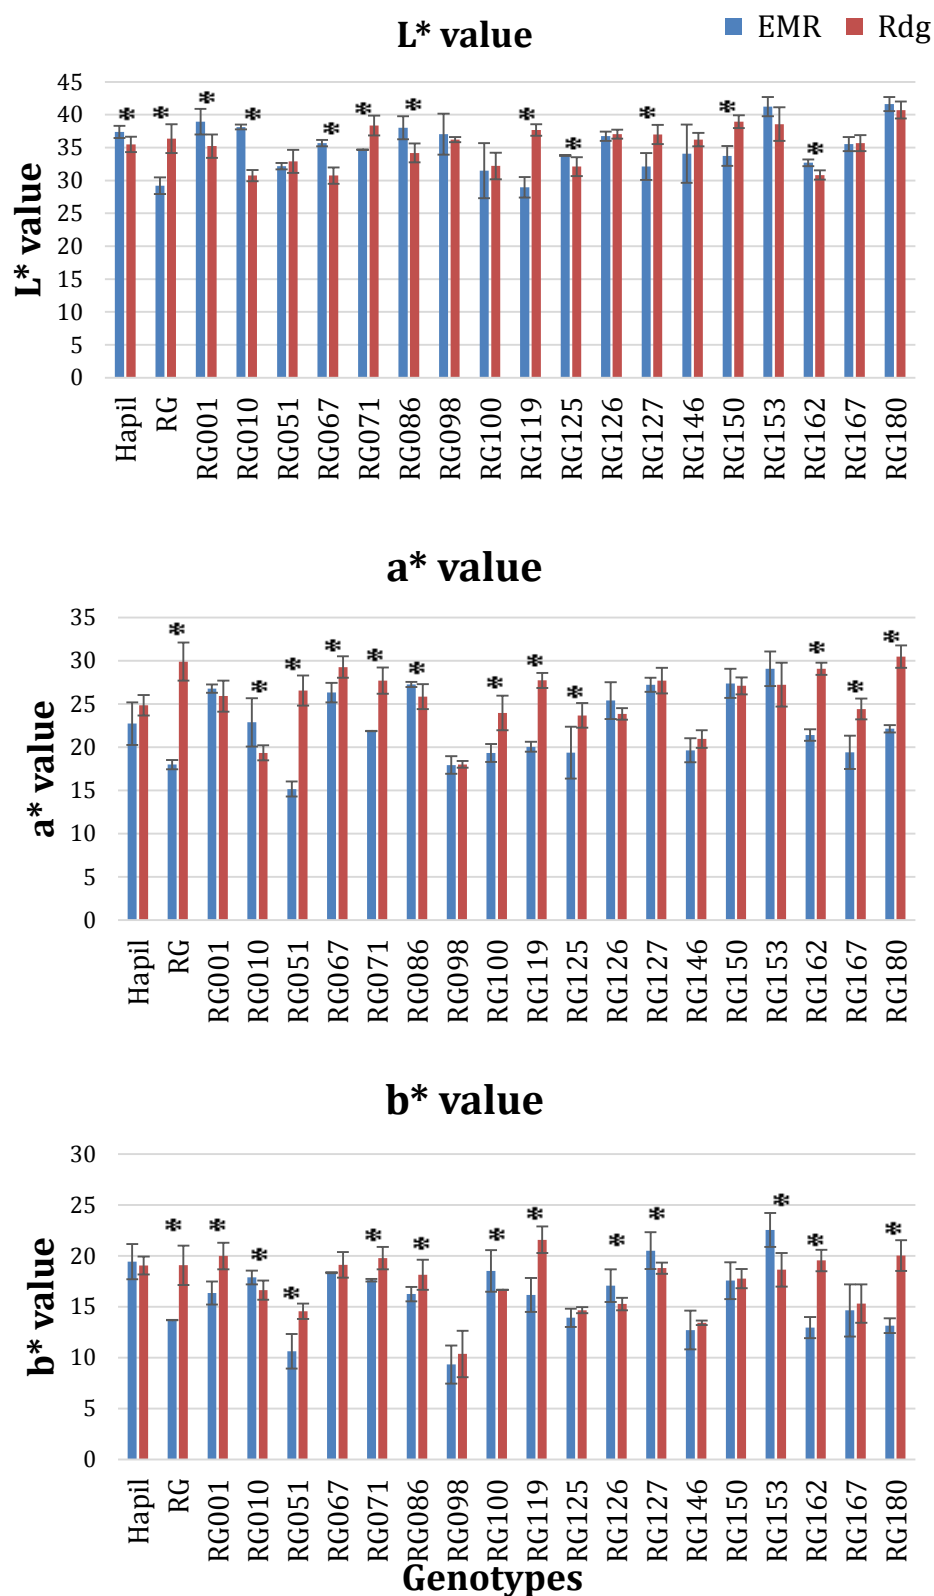 L* value
EMR Rdg
L* value
45
40
35
30
25
20
15
10
5
0
* * * * * * * * * * * * *
Hapil RG RG001 RG010 RG051 RG067 RG071 RG086 RG098 RG100 RG119 RG125 RG126 RG127 RG146 RG150 RG153 RG162 RG167 RG180
a* value
a* value
35
30
25
20
15
10
5
0
* * * * * * * * * * * *
Hapil RG RG001 RG010 RG051 RG067 RG071 RG086 RG098 RG100 RG119 RG125 RG126 RG127 RG146 RG150 RG153 RG162 RG167 RG180
b* value
b* value
30
25
20
15
10
5
0
* * * * * * * * * * * * *
Hapil RG RG001 RG010 RG051 RG067 RG071 RG086 RG098 RG100 RG119 RG125 RG126 RG127 RG146 RG150 RG153 RG162 RG167 RG180
Genotypes